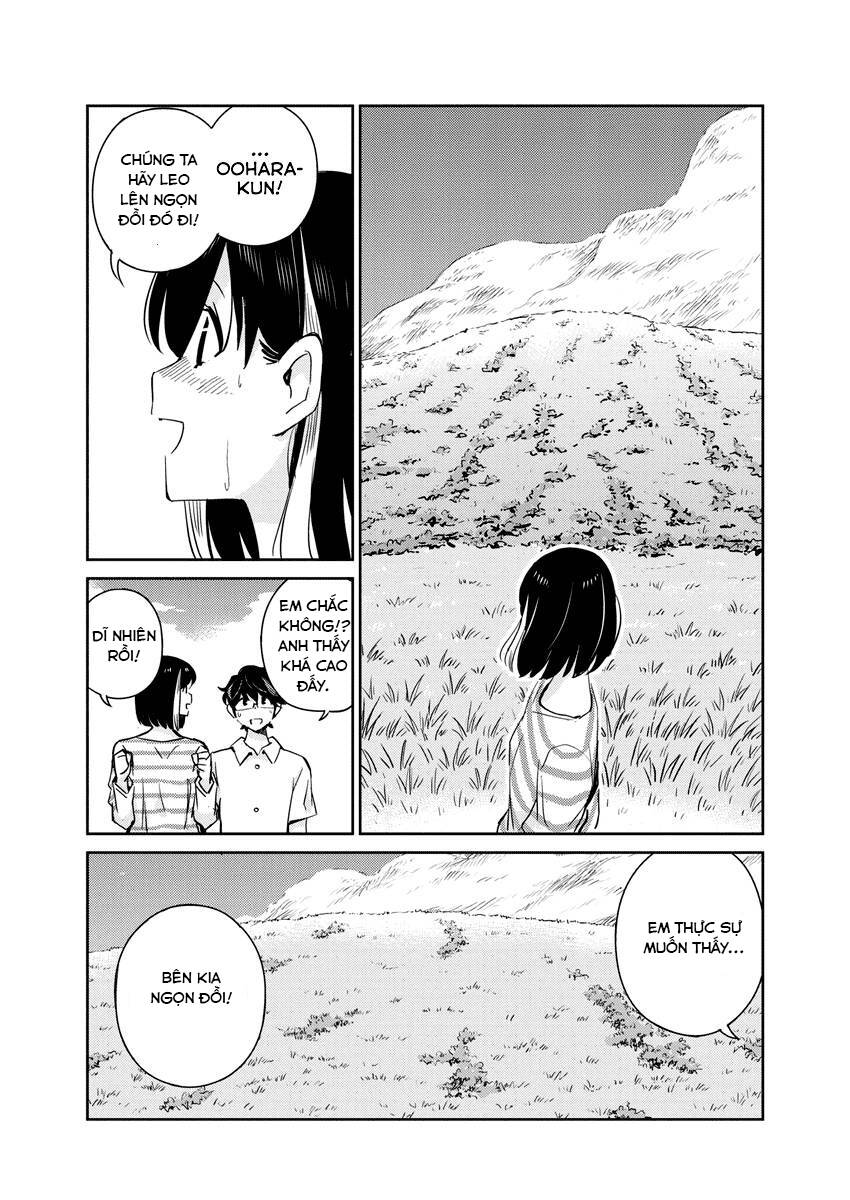 ...
OOHARA-
KUN!
CHÚNG TA
HÃY LEO
LÊN NGỌN
ĐỒI ĐÓ ĐI!
EM CHẮC
KHÔNG!?
ANH THẤY
KHÁ CAO
ĐẤY.
DĨ NHIÊN
RỒI!
EM THỰC SỰ
MUỐN THẤY...
BÊN KIA
NGỌN ĐỒI!